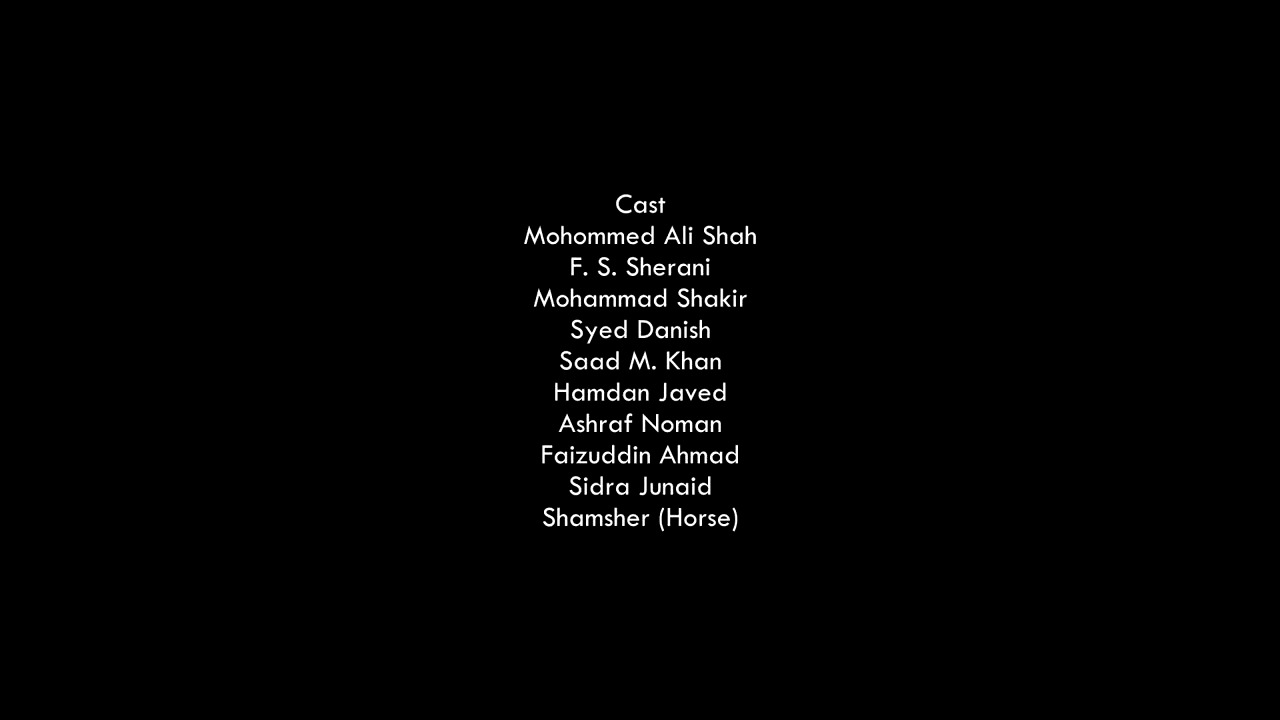 Cast
Mohommed Ali Shah
F. S. Sherani
Mohammad Shakir
Syed Danish
Saad M. Khan
Hamdan Javed
Ashraf Noman
Faizuddin Ahmad
Sidra Junaid
Shamsher (Horse)